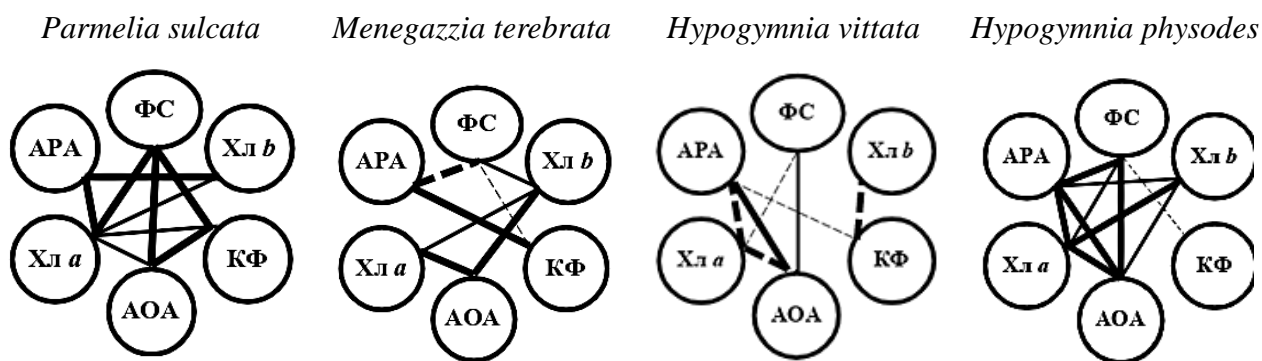 Parmelia sulcata Menegazzia terebrata Hypogymnia vittata Hypogymnia physodes
ФС ФС ФС ФС
АРА Хл b АРА Хл b АРА Хл b АРА Хл b
Хл a КФ Хл a КФ Хл a КФ Хл a КФ
АОА АОА АОА АОА